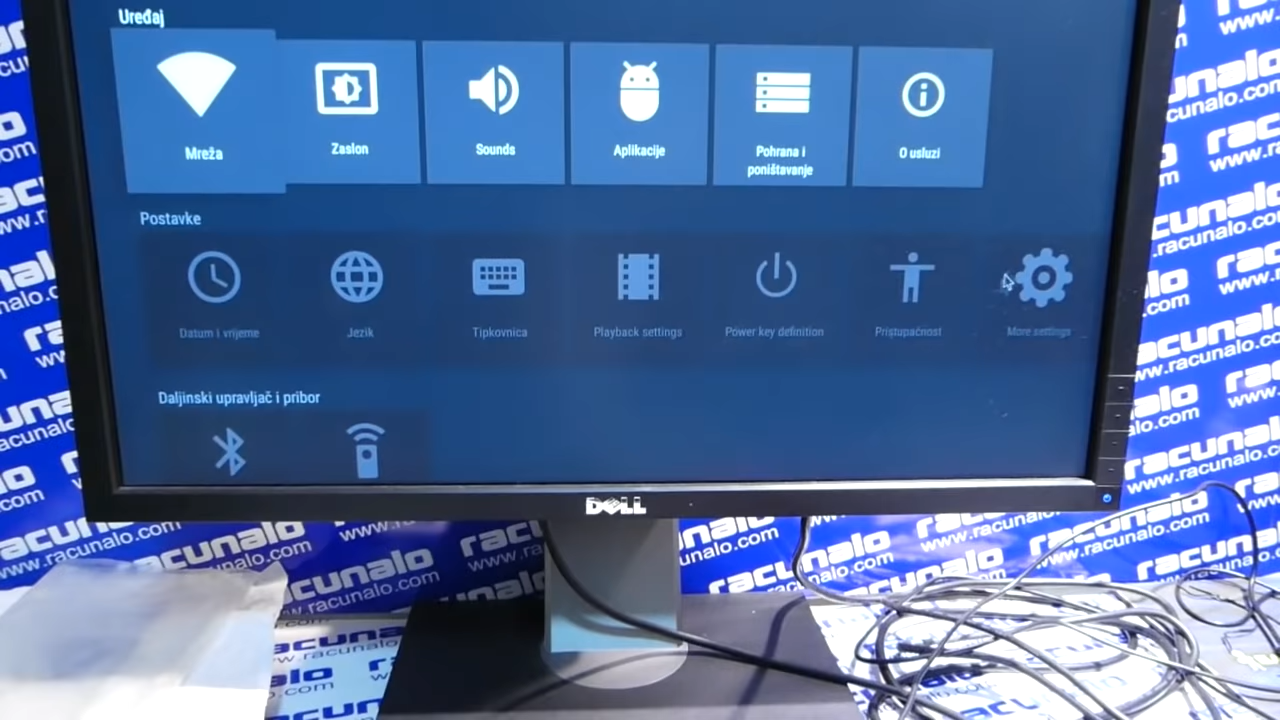 Uređaj
Mreža
Zaslon
Sounds
Aplikacije
Pohrana i
poništavanje
O usluzi
Postavke
Datum i vrijeme
Jezik
Tipkovnica
Playback settings
Power key definition
Pristupačnost
More settings
Daljinski upravljač i pribor
DELL
racunalo
www.racunalo.com